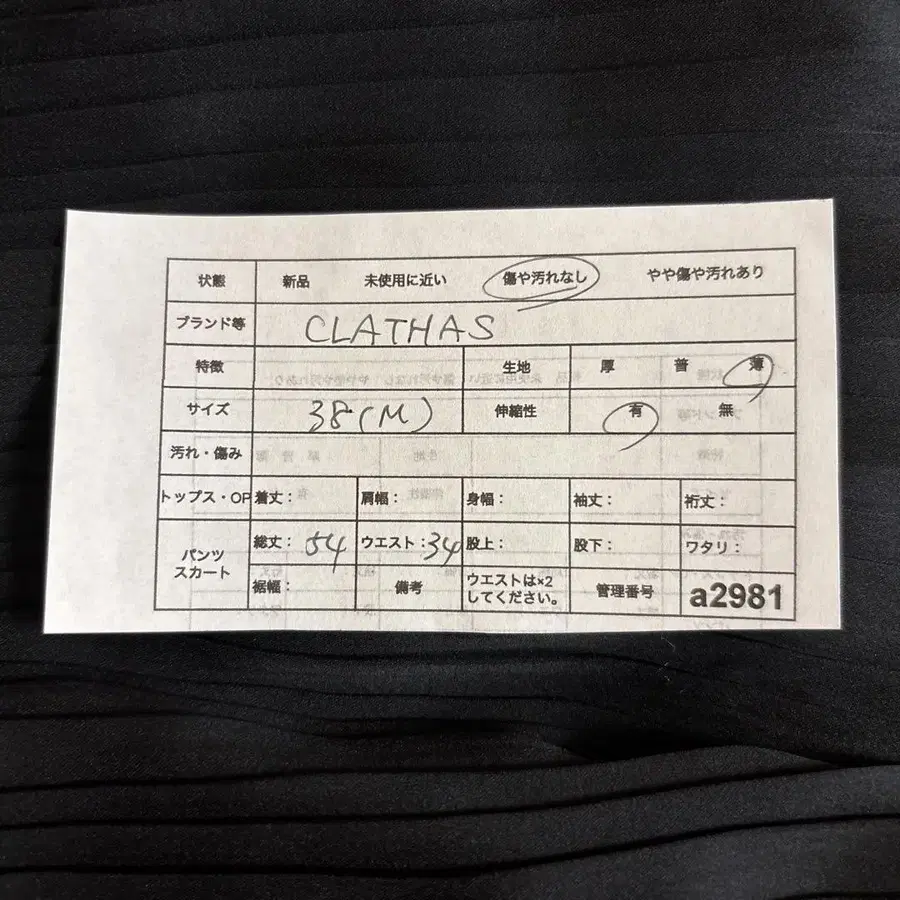 状態 新品 未使用に近い 傷や汚れなし やや傷や汚れあり
ブランド等 CLATHAS
特徴 生地 厚 普 薄
サイズ 38(M) 伸縮性 有 無
汚れ・傷み
トップス・OP 着丈: 肩幅: 身幅: 袖丈: 裄丈:
パンツ スカート 総丈: 54 ウエスト: 34 股上: 股下: ワタリ:
裾幅: 備考 ウエストは×2 してください。 管理番号 a2981